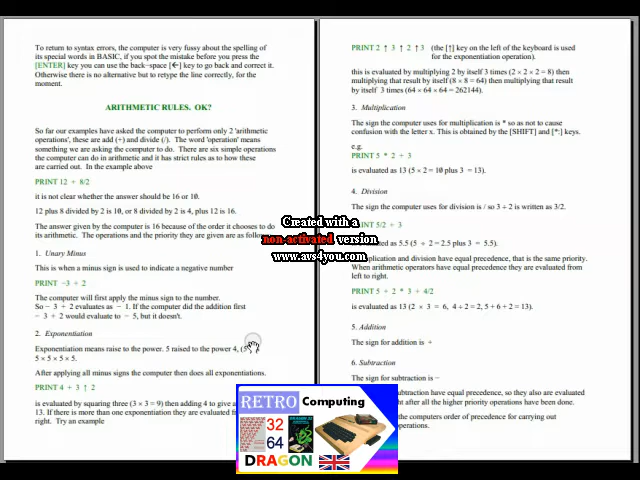 To return to syntax errors, the computer is very fussy about the spelling of
its special words in BASIC, if you spot the mistake before you press the
[ENTER] key you can use the back-space [←] key to go back and correct it.
Otherwise there is no alternative but to retype the line correctly, for the
moment.
ARITHMETIC RULES. OK?
So far our examples have asked the computer to perform only 2 'arithmetic
operations', these are add (+) and divide (/). The word 'operation' means
something we are asking the computer to do. There are six simple operations
the computer can do in arithmetic and it has strict rules as to how these
are carried out. In the example above
PRINT 12 + 8/2
it is not clear whether the answer should be 16 or 10.
12 plus 8 divided by 2 is 10, or 8 divided by 2 is 4, plus 12 is 16.
The answer given by the computer is 16 because of the order it chooses to do
its arithmetic. The operations and the priority they are given are as follow
1. Unary Minus
This is when a minus sign is used to indicate a negative number
PRINT -3 + 2
The computer will first apply the minus sign to the number.
So - 3 + 2 evaluates as - 1. If the computer did the addition first
- 3 + 2 would evaluate to - 5, but it doesn't.
2. Exponentiation
Exponentiation means raise to the power. 5 raised to the power 4, (5
5 × 5 × 5 × 5.
After applying all minus signs the computer then does all exponentiations.
PRINT 4 + 3 ↑ 2
is evaluated by squaring three (3 × 3 = 9) then adding 4 to give a
13. If there is more than one exponentiation they are evaluated fro
right. Try an example
PRINT 2 ↑ 3 ↑ 2 ↑3 (the [↑] key on the left of the keyboard is used
for the exponentiation operation).
this is evaluated by multiplying 2 by itself 3 times (2 × 2 × 2 = 8) then
multiplying that result by itself (8 × 8 = 64) then multiplying that result
by itself 3 times (64 × 64 × 64 = 262144).
3. Multiplication
The sign the computer uses for multiplication is * so as not to cause
confusion with the letter x. This is obtained by the [SHIFT] and [*:] keys.
e.g.
PRINT 5 * 2 + 3
is evaluated as 13 (5 × 2 = 10 plus 3 = 13).
4. Division
The sign the computer uses for division is / so 3 ÷ 2 is written as 3/2.
PRINT 5/2 + 3
ated as 5.5 (5 ÷ 2 = 2.5 plus 3 = 5.5).
plication and division have equal precedence, that is the same priority.
When arithmetic operators have equal precedence they are evaluated from
left to right.
PRINT 5 + 2 * 3 + 4/2
is evaluated as 13 (2 × 3 = 6, 4 ÷ 2 = 2, 5 + 6 + 2 = 13).
5. Addition
The sign for addition is +
6. Subtraction
The sign for subtraction is -
subtraction have equal precedence, so they also are evaluated
ht after all the higher priority operations have been done.
the computers order of precedence for carrying out
operations.
Created with a
non-activated version
www.avs4you.com
RETRO Computing
32
64
DRAGON